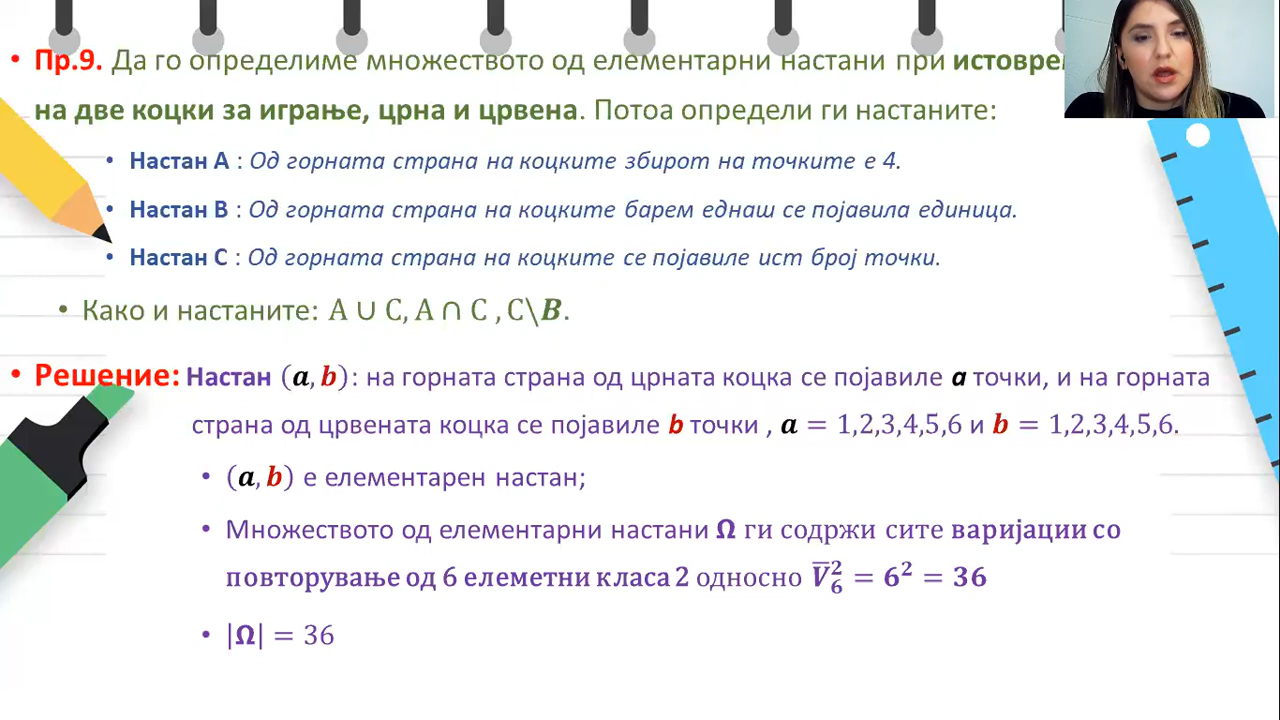 • Пр.9. Да го определиме множеството од елементарни настани при
на две коцки за играње, црна и црвена. Потоа определи ги настаните:
• Настан A : Од горната страна на коцките збирот на точките е 4.
• Настан B : Од горната страна на коцките барем еднаш се појавила единица.
• Настан C : Од горната страна на коцките се појавиле ист број точки.
• Како и настаните: A ∪ C, A ∩ C , C\B.
• Решение: Настан (a, b): на горната страна од црната коцка се појавиле a точки, и на горната
страна од црвената коцка се појавиле b точки , a = 1,2,3,4,5,6 и b = 1,2,3,4,5,6.
• (a, b) е елементарен настан;
• Множеството од елементарни настани Ω ги содржи сите варијации со
повторување од 6 елеметни класа 2 односно V̅₆² = 6² = 36
• |Ω| = 36